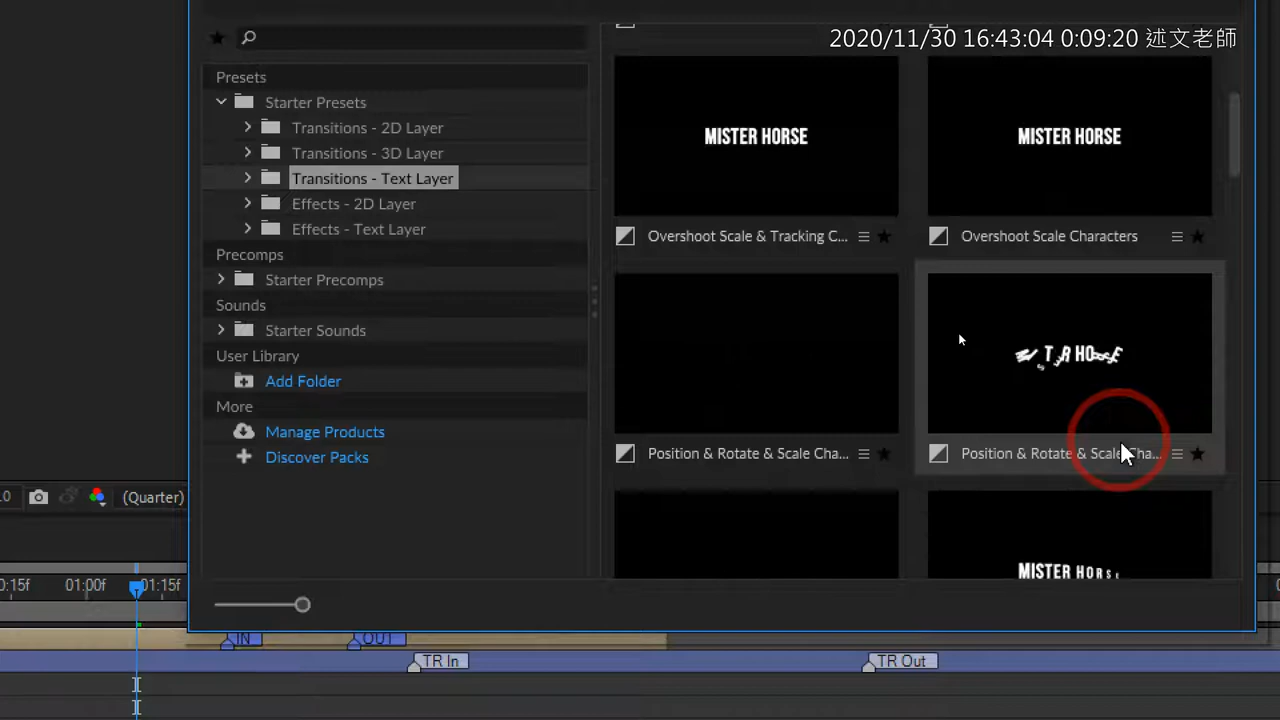 2020/11/30 16:43:04 0:09:20 述文老師
Presets
Starter Presets
Transitions - 2D Layer
Transitions - 3D Layer
Transitions - Text Layer
Effects - 2D Layer
Effects - Text Layer
Precomps
Starter Precomps
Sounds
Starter Sounds
User Library
Add Folder
More
Manage Products
Discover Packs
MISTER HORSE
MISTER HORSE
Overshoot Scale & Tracking C...
Overshoot Scale Characters
Position & Rotate & Scale Cha...
Position & Rotate & Scale Cha...
MISTER HORSE
.0
(Quarter)
0:15f
01:00f
01:15f
IN
OUT
TR In
TR Out